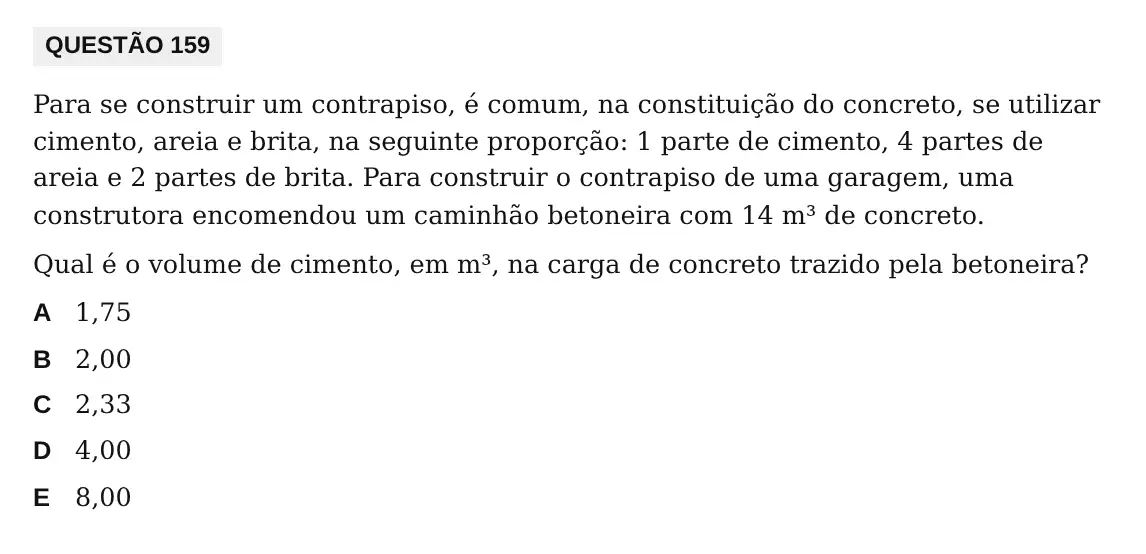 QUESTÃO 159
Para se construir um contrapiso, é comum, na constituição do concreto, se utilizar
cimento, areia e brita, na seguinte proporção: 1 parte de cimento, 4 partes de
areia e 2 partes de brita. Para construir o contrapiso de uma garagem, uma
construtora encomendou um caminhão betoneira com 14 m³ de concreto.
Qual é o volume de cimento, em m³, na carga de concreto trazido pela betoneira?
A 1,75
B 2,00
C 2,33
D 4,00
E 8,00